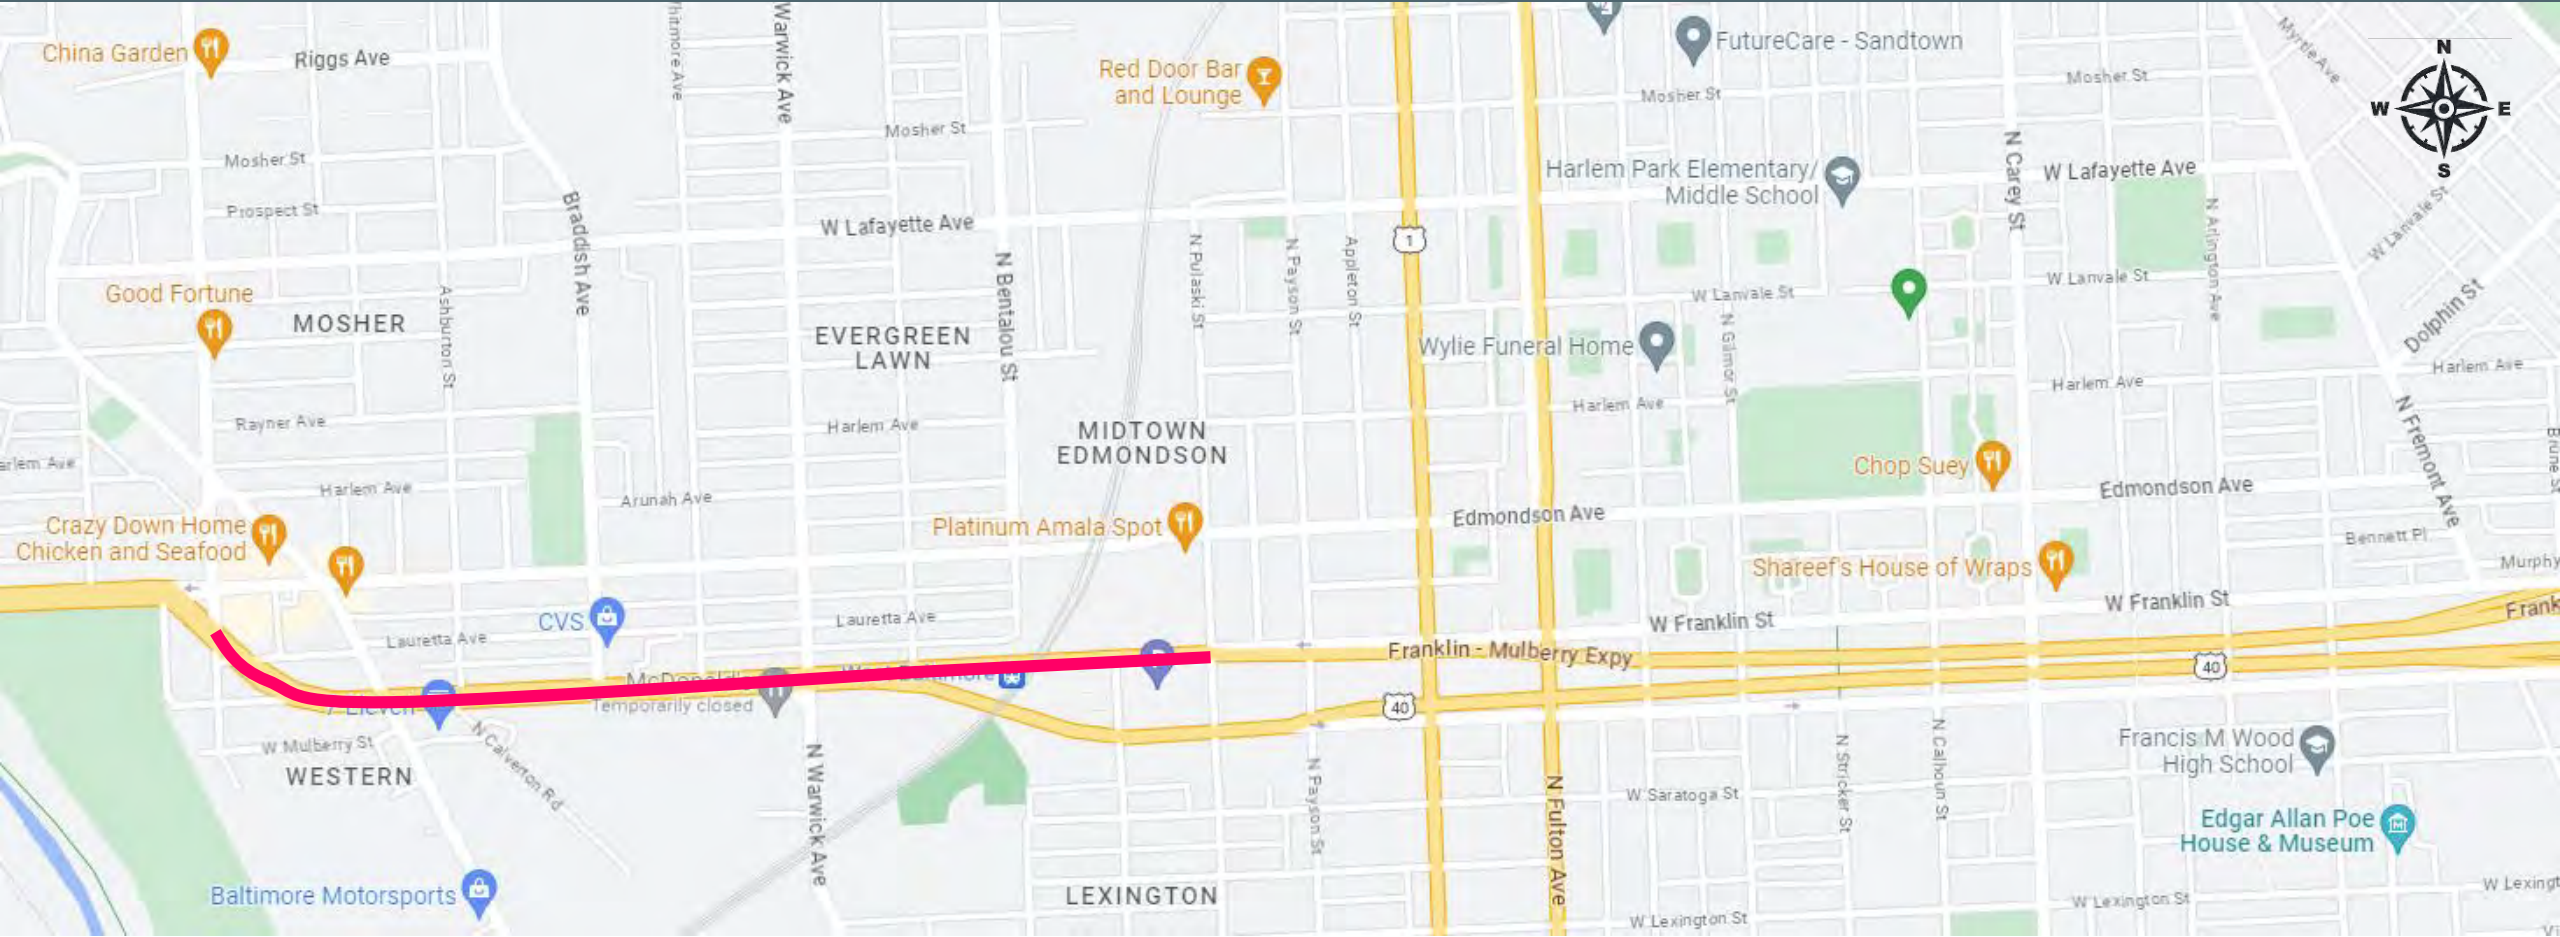 China Garden
Riggs Ave
Warwick Ave
Red Door Bar
and Lounge
FutureCare - Sandtown
Mosher St
Mosher St
Myrtle Ave
N
W
E
S
Mosher St
Mosher St
Prospect St
Braddish Ave
W Lafayette Ave
N Bentalou St
N Pulaski St
N Payson St
Appleton St
1
Harlem Park Elementary/
Middle School
N Carey St
W Lafayette Ave
N Arlington Ave
W Lanvale St
W Lanvale St
W Lanvale St
Dolphin St
Good Fortune
MOSHER
Ashburton St
EVERGREEN
LAWN
Wylie Funeral Home
N Gilmor St
Harlem Ave
Harlem Ave
Harlem Ave
N Fremont Ave
Rayner Ave
Harlem Ave
MIDTOWN
EDMONDSON
Harlem Ave
Arunah Ave
Chop Suey
Edmondson Ave
Edmondson Ave
Crazy Down Home
Chicken and Seafood
Platinum Amala Spot
Bennett Pl
Shareef's House of Wraps
Murphy
CVS
Lauretta Ave
Lauretta Ave
W Franklin St
W Franklin St
Frank
Franklin - Mulberry Expy
40
40
Temporarily closed
W Mulberry St
N Calverton Rd
WESTERN
N Warwick Ave
N Payson St
N Fulton Ave
W Saratoga St
N Stricker St
N Calhoun St
Francis M Wood
High School
Edgar Allan Poe
House & Museum
Baltimore Motorsports
LEXINGTON
W Lexington St
W Lexington St
W Lexingt